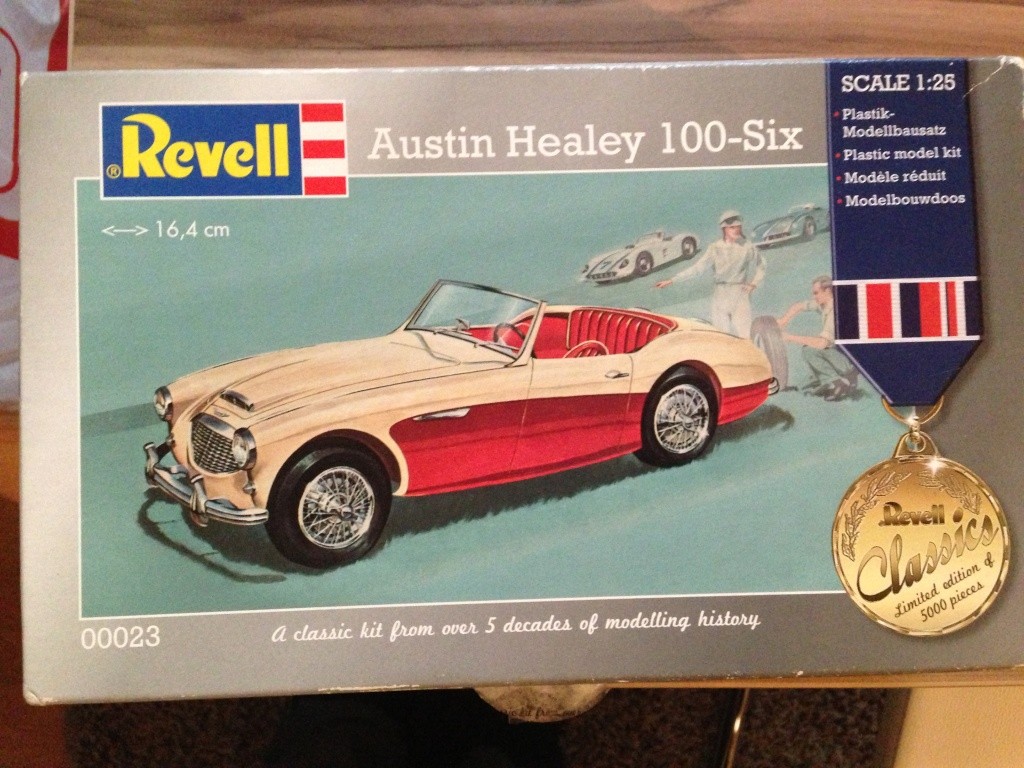 ®Revell
Austin Healey 100-Six
<--> 16,4 cm
SCALE 1:25
• Plastik-
Modellbausatz
• Plastic model kit
• Modèle réduit
• Modelbouwdoos
Revell
Classics
Limited edition of
5000 pieces
00023
A classic kit from over 5 decades of modelling history